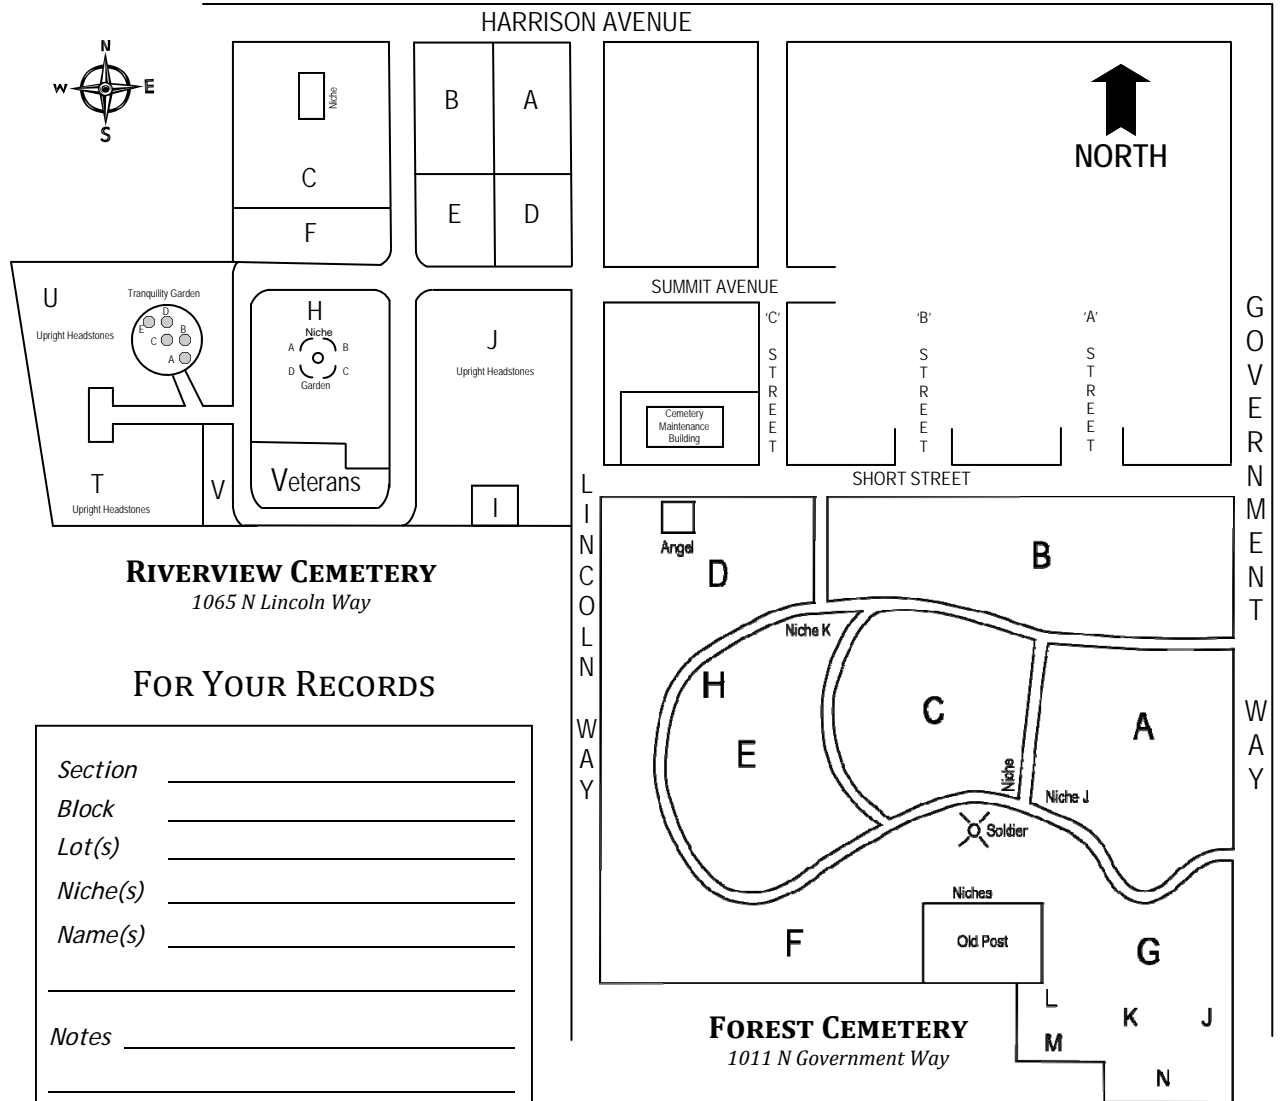 HARRISON AVENUE
N
W
E
S
NORTH
Niche
C
F
B
A
E
D
SUMMIT AVENUE
'C' STREET
'B' STREET
'A' STREET
GOVERNMENT WAY
U
Upright Headstones
Tranquility Garden
D
E
B
C
A
H
Niche
A
B
D
C
Garden
J
Upright Headstones
Cemetery
Maintenance
Building
T
Upright Headstones
V
Veterans
I
LINCOLN WAY
SHORT STREET
RIVERVIEW CEMETERY
1065 N Lincoln Way
Angel
D
B
Niche K
H
E
C
A
Niche
Niche J
Soldier
Niches
Old Post
F
G
L
K
J
M
N
FOREST CEMETERY
1011 N Government Way
FOR YOUR RECORDS
Section
Block
Lot(s)
Niche(s)
Name(s)
Notes